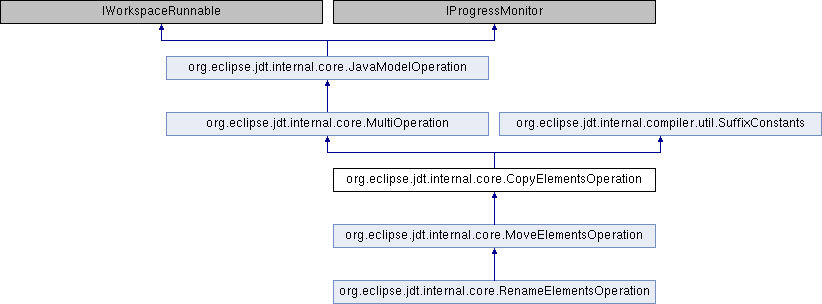 IWorkspaceRunnable
IProgressMonitor
org.eclipse.jdt.internal.core.JavaModelOperation
org.eclipse.jdt.internal.core.MultiOperation
org.eclipse.jdt.internal.compiler.util.SuffixConstants
org.eclipse.jdt.internal.core.CopyElementsOperation
org.eclipse.jdt.internal.core.MoveElementsOperation
org.eclipse.jdt.internal.core.RenameElementsOperation